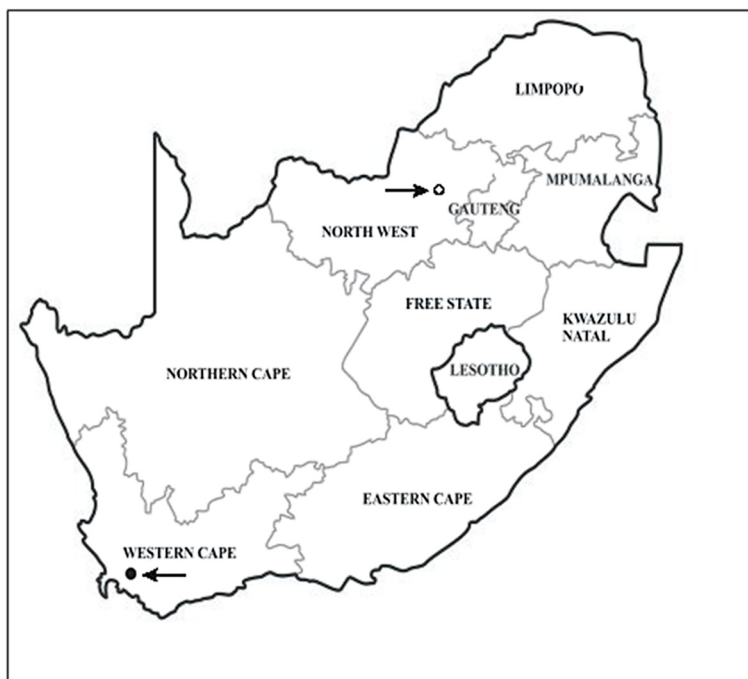 LIMPOPO
MPUMALANGA
GAUTENG
NORTH WEST
FREE STATE
KWAZULU
NATAL
LESOTHO
NORTHERN CAPE
EASTERN CAPE
WESTERN CAPE